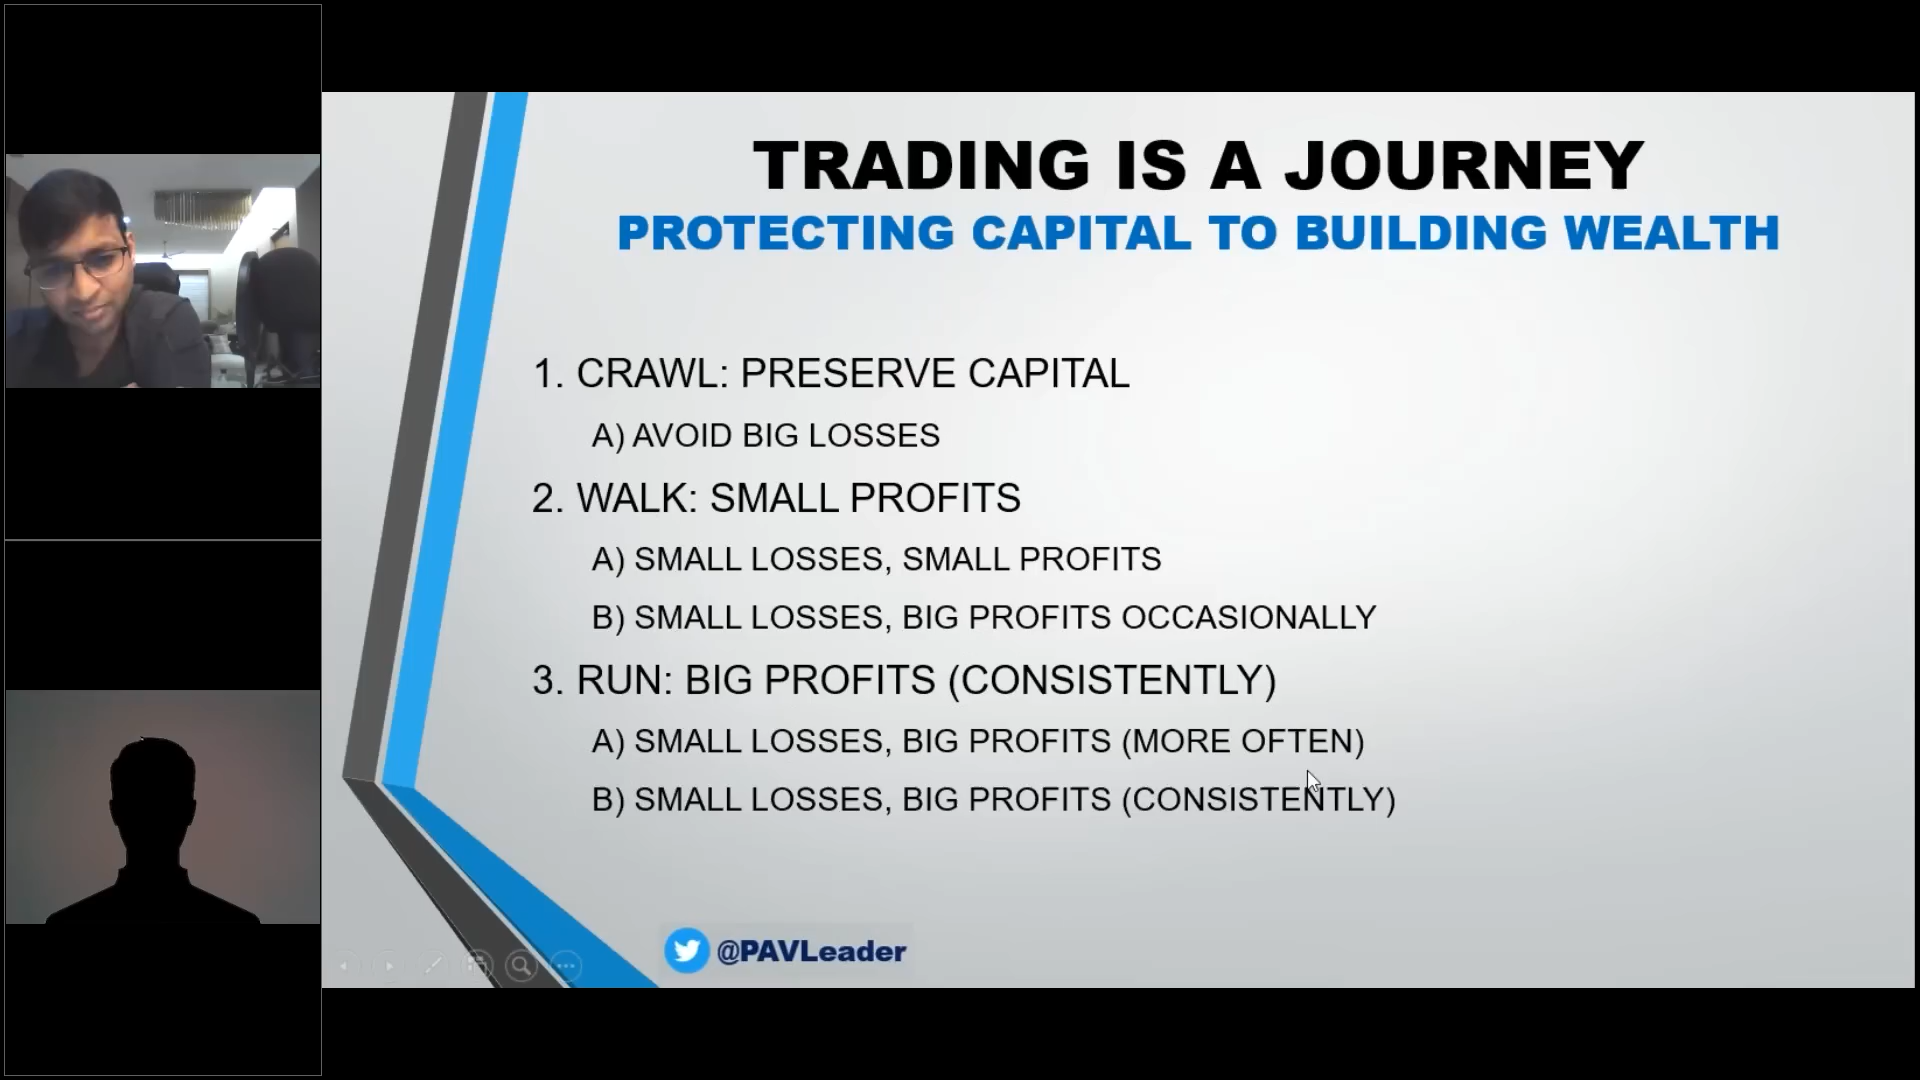 TRADING IS A JOURNEY
PROTECTING CAPITAL TO BUILDING WEALTH
1. CRAWL: PRESERVE CAPITAL
A) AVOID BIG LOSSES
2. WALK: SMALL PROFITS
A) SMALL LOSSES, SMALL PROFITS
B) SMALL LOSSES, BIG PROFITS OCCASIONALLY
3. RUN: BIG PROFITS (CONSISTENTLY)
A) SMALL LOSSES, BIG PROFITS (MORE OFTEN)
B) SMALL LOSSES, BIG PROFITS (CONSISTENTLY)
@PAVLeader